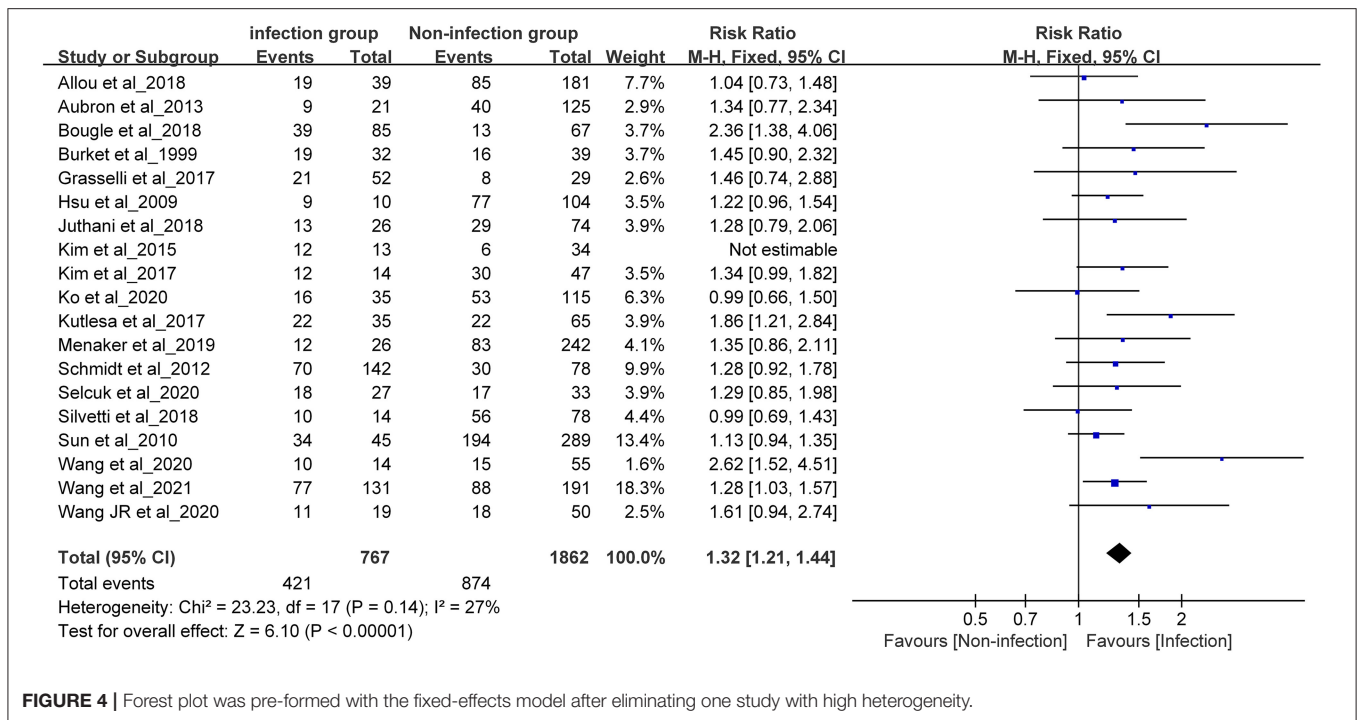 infection group Non-infection group Risk Ratio Risk Ratio
Study or Subgroup Events Total Events Total Weight M-H, Fixed, 95% CI M-H, Fixed, 95% CI
Allou et al_2018 19 39 85 181 7.7% 1.04 [0.73, 1.48]
Aubron et al_2013 9 21 40 125 2.9% 1.34 [0.77, 2.34]
Bougle et al_2018 39 85 13 67 3.7% 2.36 [1.38, 4.06]
Burket et al_1999 19 32 16 39 3.7% 1.45 [0.90, 2.32]
Grasselli et al_2017 21 52 8 29 2.6% 1.46 [0.74, 2.88]
Hsu et al_2009 9 10 77 104 3.5% 1.22 [0.96, 1.54]
Juthani et al_2018 13 26 29 74 3.9% 1.28 [0.79, 2.06]
Kim et al_2015 12 13 6 34 Not estimable
Kim et al_2017 12 14 30 47 3.5% 1.34 [0.99, 1.82]
Ko et al_2020 16 35 53 115 6.3% 0.99 [0.66, 1.50]
Kutlesa et al_2017 22 35 22 65 3.9% 1.86 [1.21, 2.84]
Menaker et al_2019 12 26 83 242 4.1% 1.35 [0.86, 2.11]
Schmidt et al_2012 70 142 30 78 9.9% 1.28 [0.92, 1.78]
Selcuk et al_2020 18 27 17 33 3.9% 1.29 [0.85, 1.98]
Silvetti et al_2018 10 14 56 78 4.4% 0.99 [0.69, 1.43]
Sun et al_2010 34 45 194 289 13.4% 1.13 [0.94, 1.35]
Wang et al_2020 10 14 15 55 1.6% 2.62 [1.52, 4.51]
Wang et al_2021 77 131 88 191 18.3% 1.28 [1.03, 1.57]
Wang JR et al_2020 11 19 18 50 2.5% 1.61 [0.94, 2.74]
Total (95% CI) 767 1862 100.0% 1.32 [1.21, 1.44]
Total events 421 874
Heterogeneity: Chi² = 23.23, df = 17 (P = 0.14); I² = 27%
Test for overall effect: Z = 6.10 (P < 0.00001)
0.5 0.7 1 1.5 2
Favours [Non-infection] Favours [Infection]
FIGURE 4 | Forest plot was pre-formed with the fixed-effects model after eliminating one study with high heterogeneity.